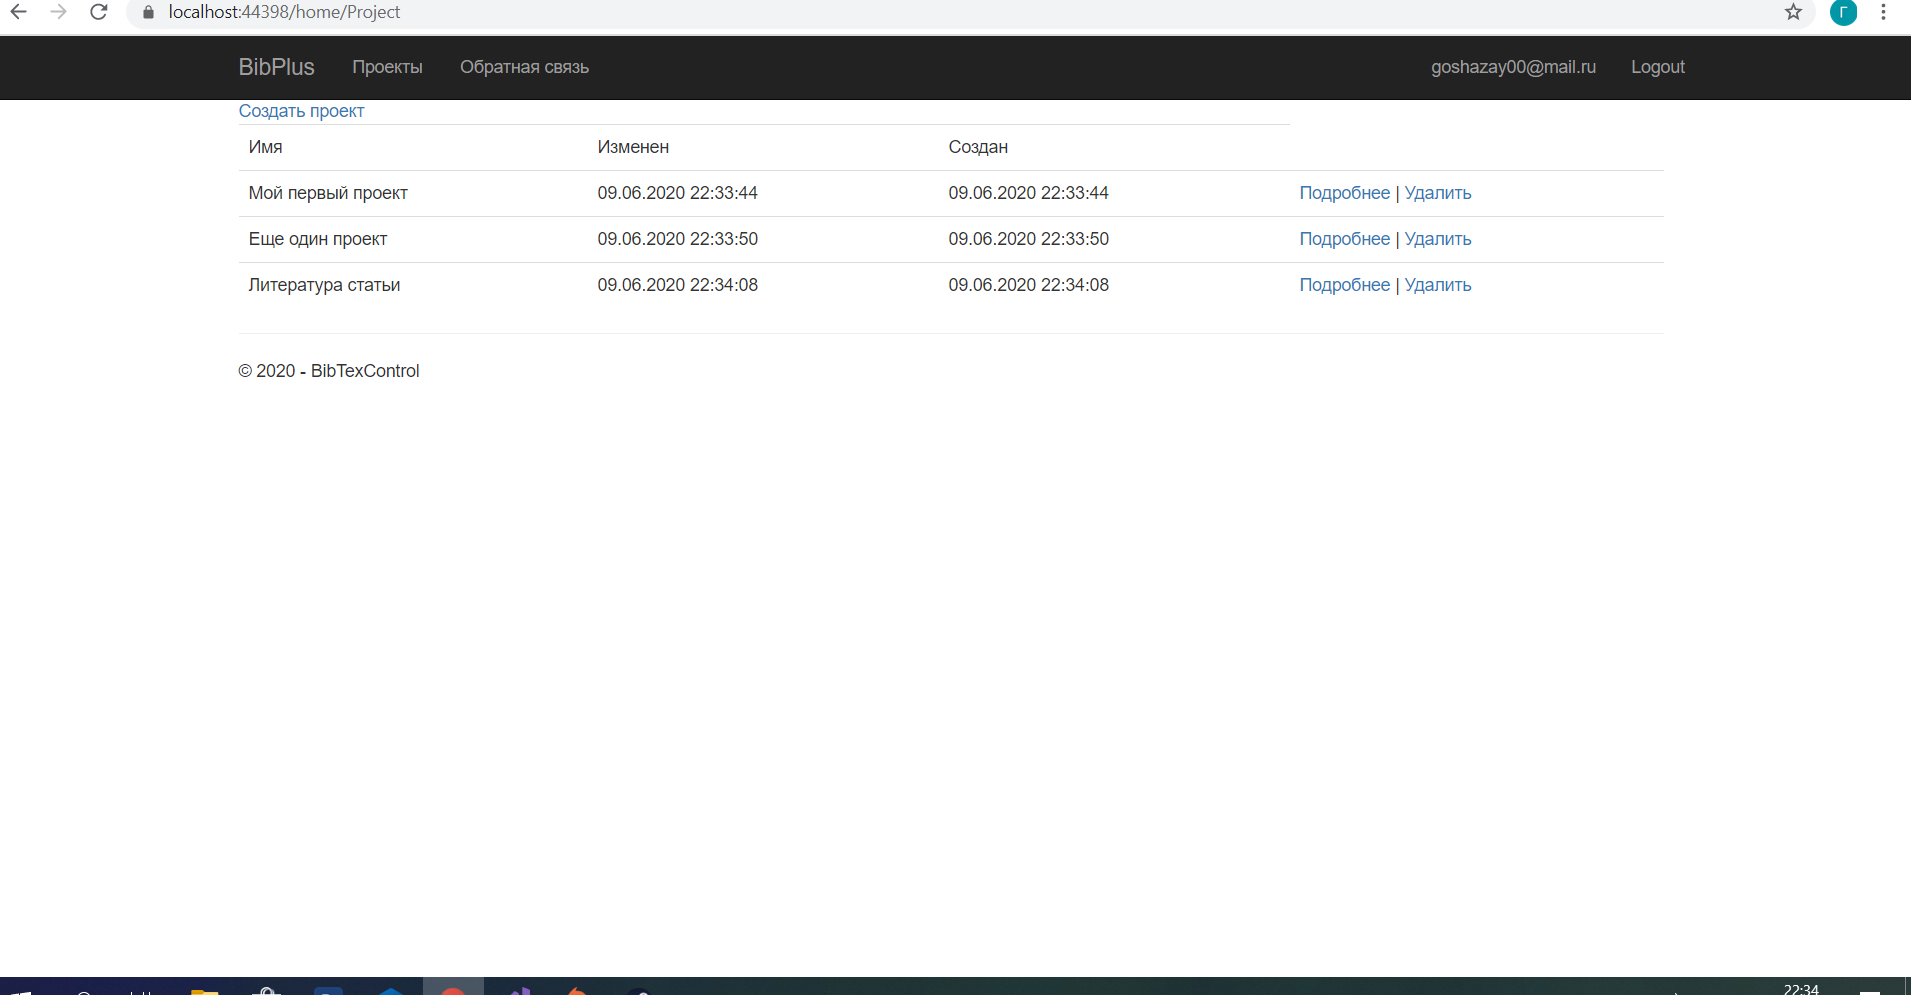 localhost:44398/home/Project
Г
BibPlus Проекты Обратная связь goshazay00@mail.ru Logout
Создать проект
Имя Изменен Создан
Мой первый проект 09.06.2020 22:33:44 09.06.2020 22:33:44 Подробнее | Удалить
Еще один проект 09.06.2020 22:33:50 09.06.2020 22:33:50 Подробнее | Удалить
Литература статьи 09.06.2020 22:34:08 09.06.2020 22:34:08 Подробнее | Удалить
© 2020 - BibTexControl
22:34